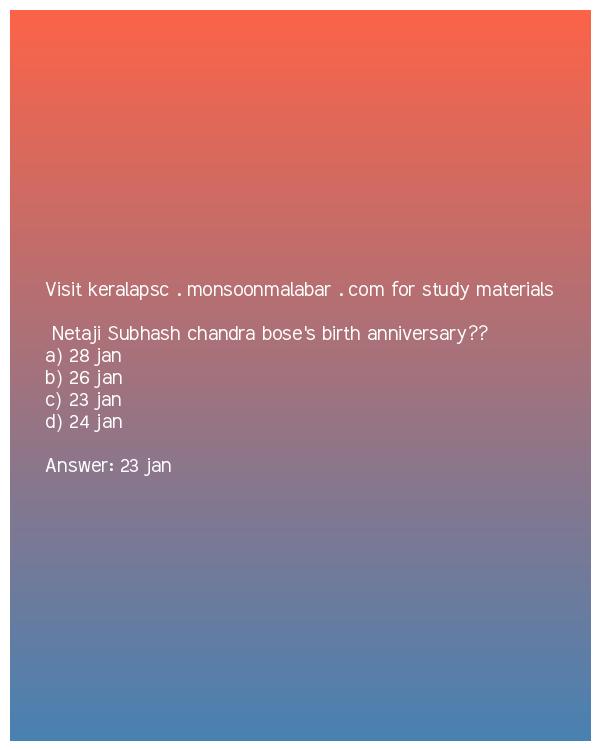 Visit keralapsc . monsoonmalabar . com for study materials
Netaji Subhash chandra bose's birth anniversary??
a) 28 jan
b) 26 jan
c) 23 jan
d) 24 jan
Answer: 23 jan